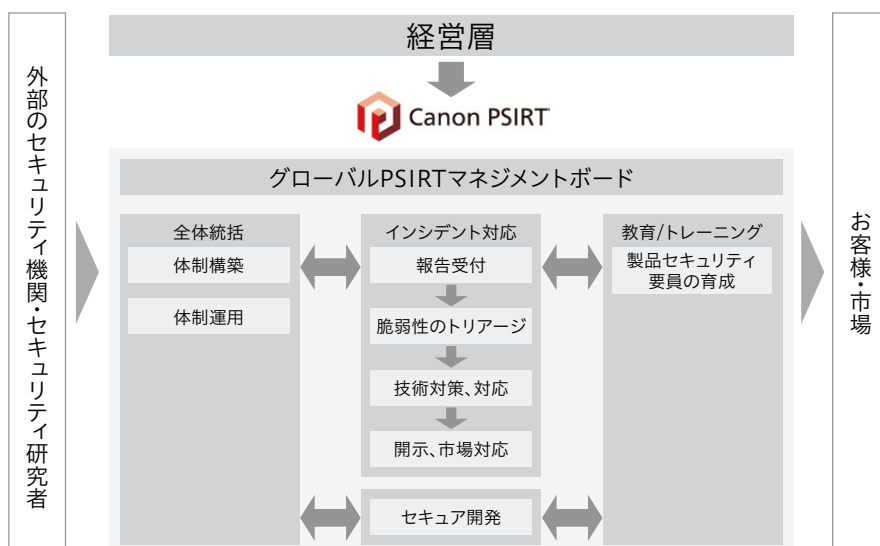 経営層
Canon PSIRT
外部のセキュリティ機関・セキュリティ研究者
グローバルPSIRTマネジメントボード
全体統括
体制構築
体制運用
インシデント対応
報告受付
脆弱性のトリアージ
技術対策、対応
開示、市場対応
セキュア開発
教育/トレーニング
製品セキュリティ
要員の育成
お客様・市場